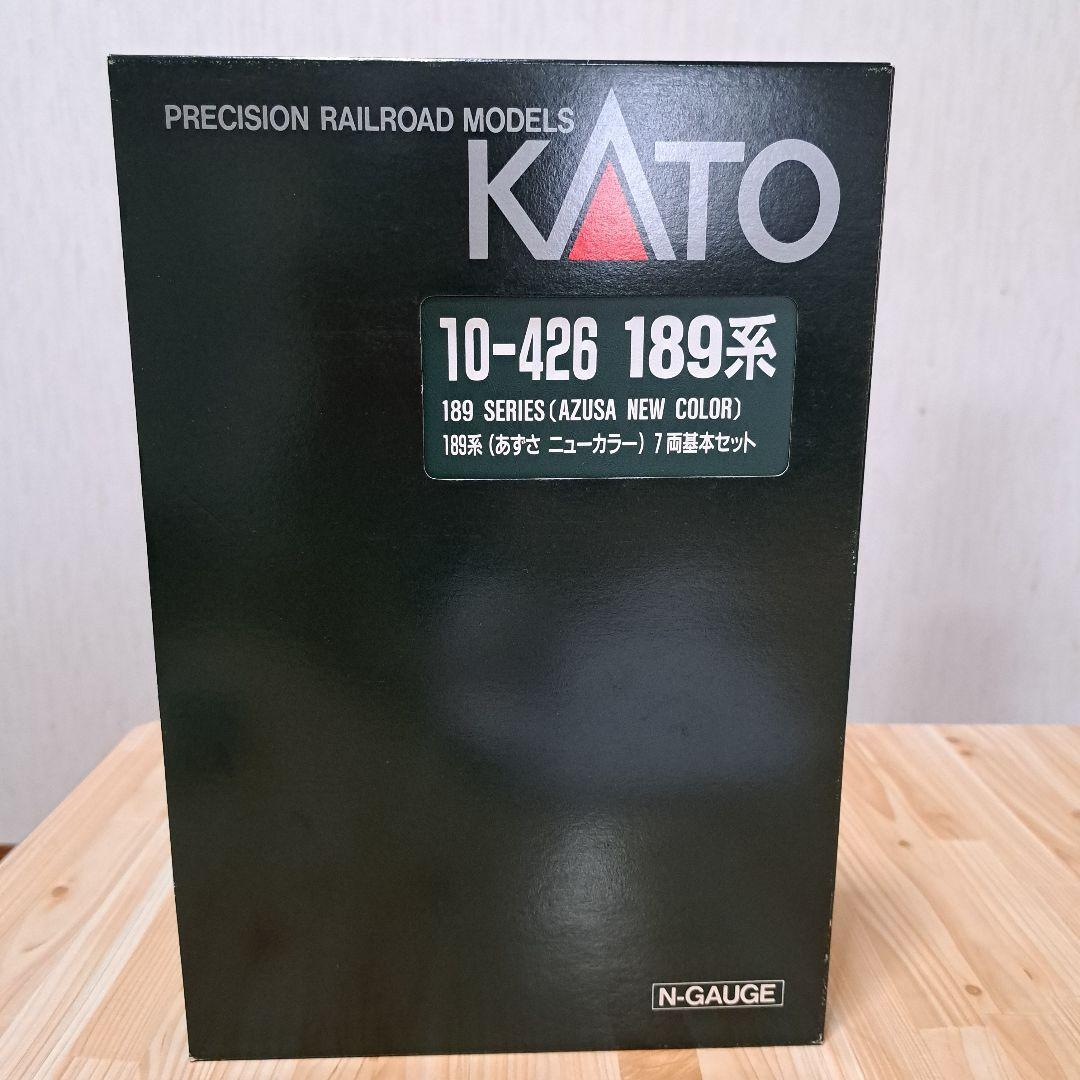 PRECISION RAILROAD MODELS
KATO
10-426 189系
189 SERIES(AZUSA NEW COLOR)
189系(あずさ ニューカラー)7両基本セット
N-GAUGE